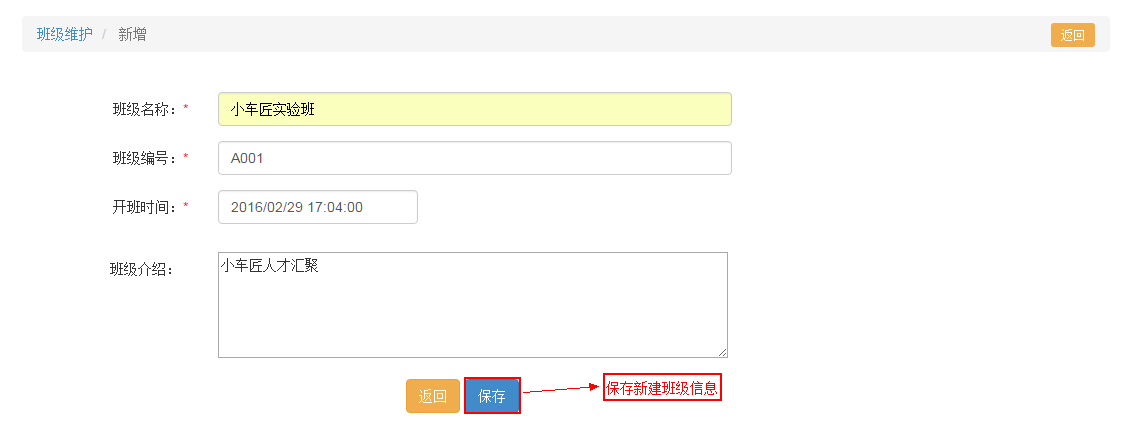 班级维护 / 新增
返回
班级名称：*
小车匠实验班
班级编号：*
A001
开班时间：*
2016/02/29 17:04:00
班级介绍：
小车匠人才汇聚
返回
保存
保存新建班级信息